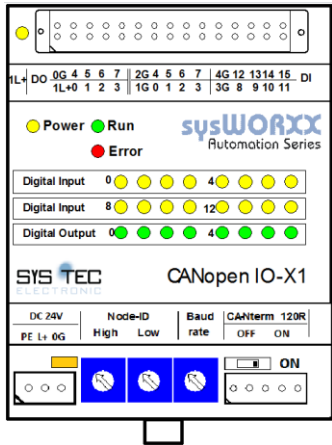 1L+ DO 0G 4 5 6 7 2G 4 5 6 7 4G 12 13 14 15 DI
1L+0 1 2 3 1G 0 1 2 3 3G 8 9 10 11
Power Run
Error
sysWORXX
Automation Series
Digital Input 0 4
Digital Input 8 12
Digital Output 0 4
SYS TEC
ELECTRONIC
CANopen IO-X1
DC 24V Node-ID Baud CANterm 120R
PE L+ 0G High Low rate OFF ON
ON